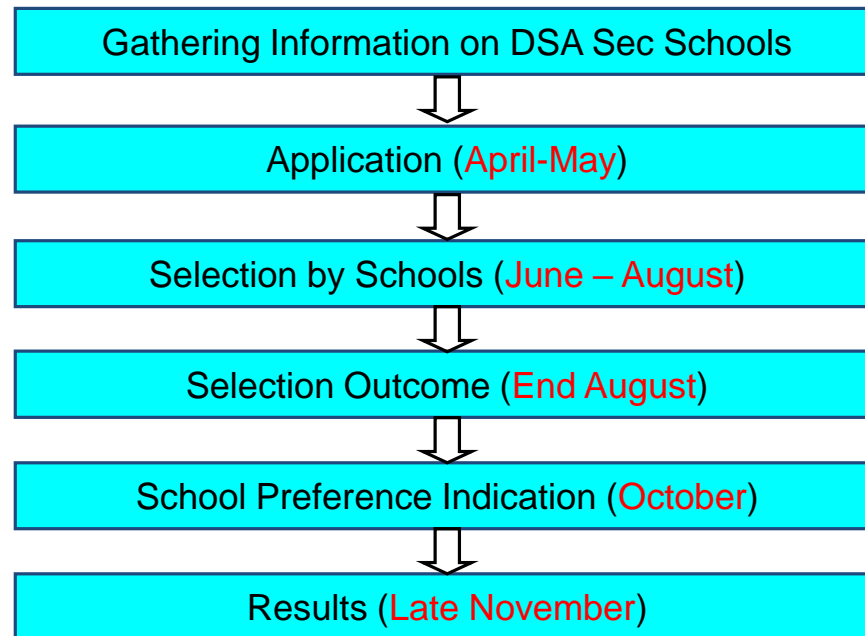 Gathering Information on DSA Sec Schools
Application (April-May)
Selection by Schools (June – August)
Selection Outcome (End August)
School Preference Indication (October)
Results (Late November)